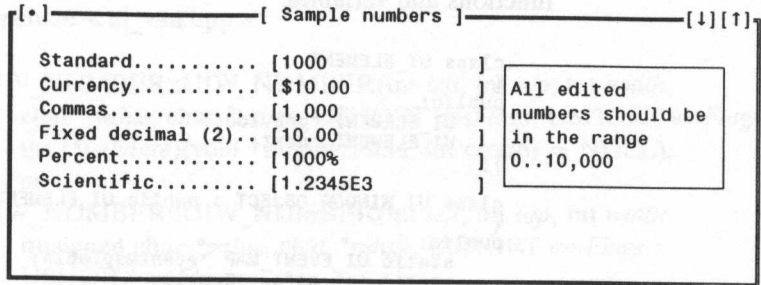 [•] [ Sample numbers ] [↓][↑]
Standard........... [1000 ]
Currency........... [$10.00 ]
Commas............. [1,000 ]
Fixed decimal (2).. [10.00 ]
Percent............ [1000% ]
Scientific......... [1.2345E3 ]
All edited
numbers should be
in the range
0..10,000